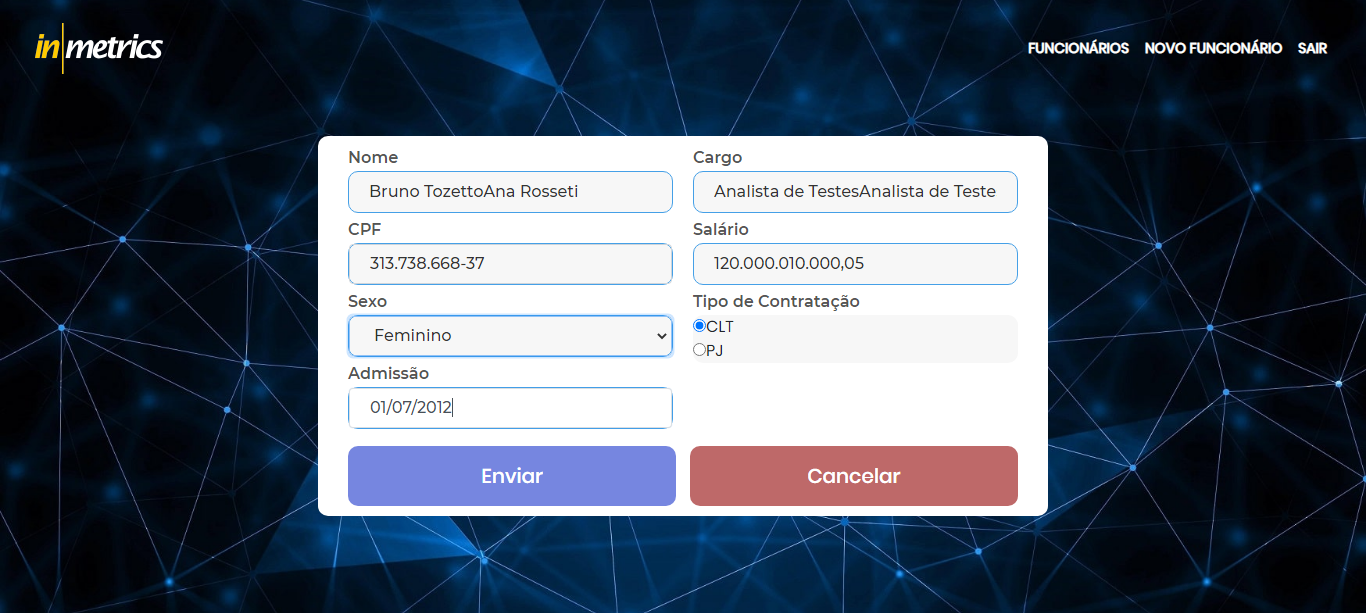 in|metrics
FUNCIONÁRIOS NOVO FUNCIONÁRIO SAIR
Nome
Bruno TozettoAna Rosseti
Cargo
Analista de TestesAnalista de Teste
CPF
313.738.668-37
Salário
120.000.010.000,05
Sexo
Feminino
Tipo de Contratação
CLT
PJ
Admissão
01/07/2012
Enviar
Cancelar